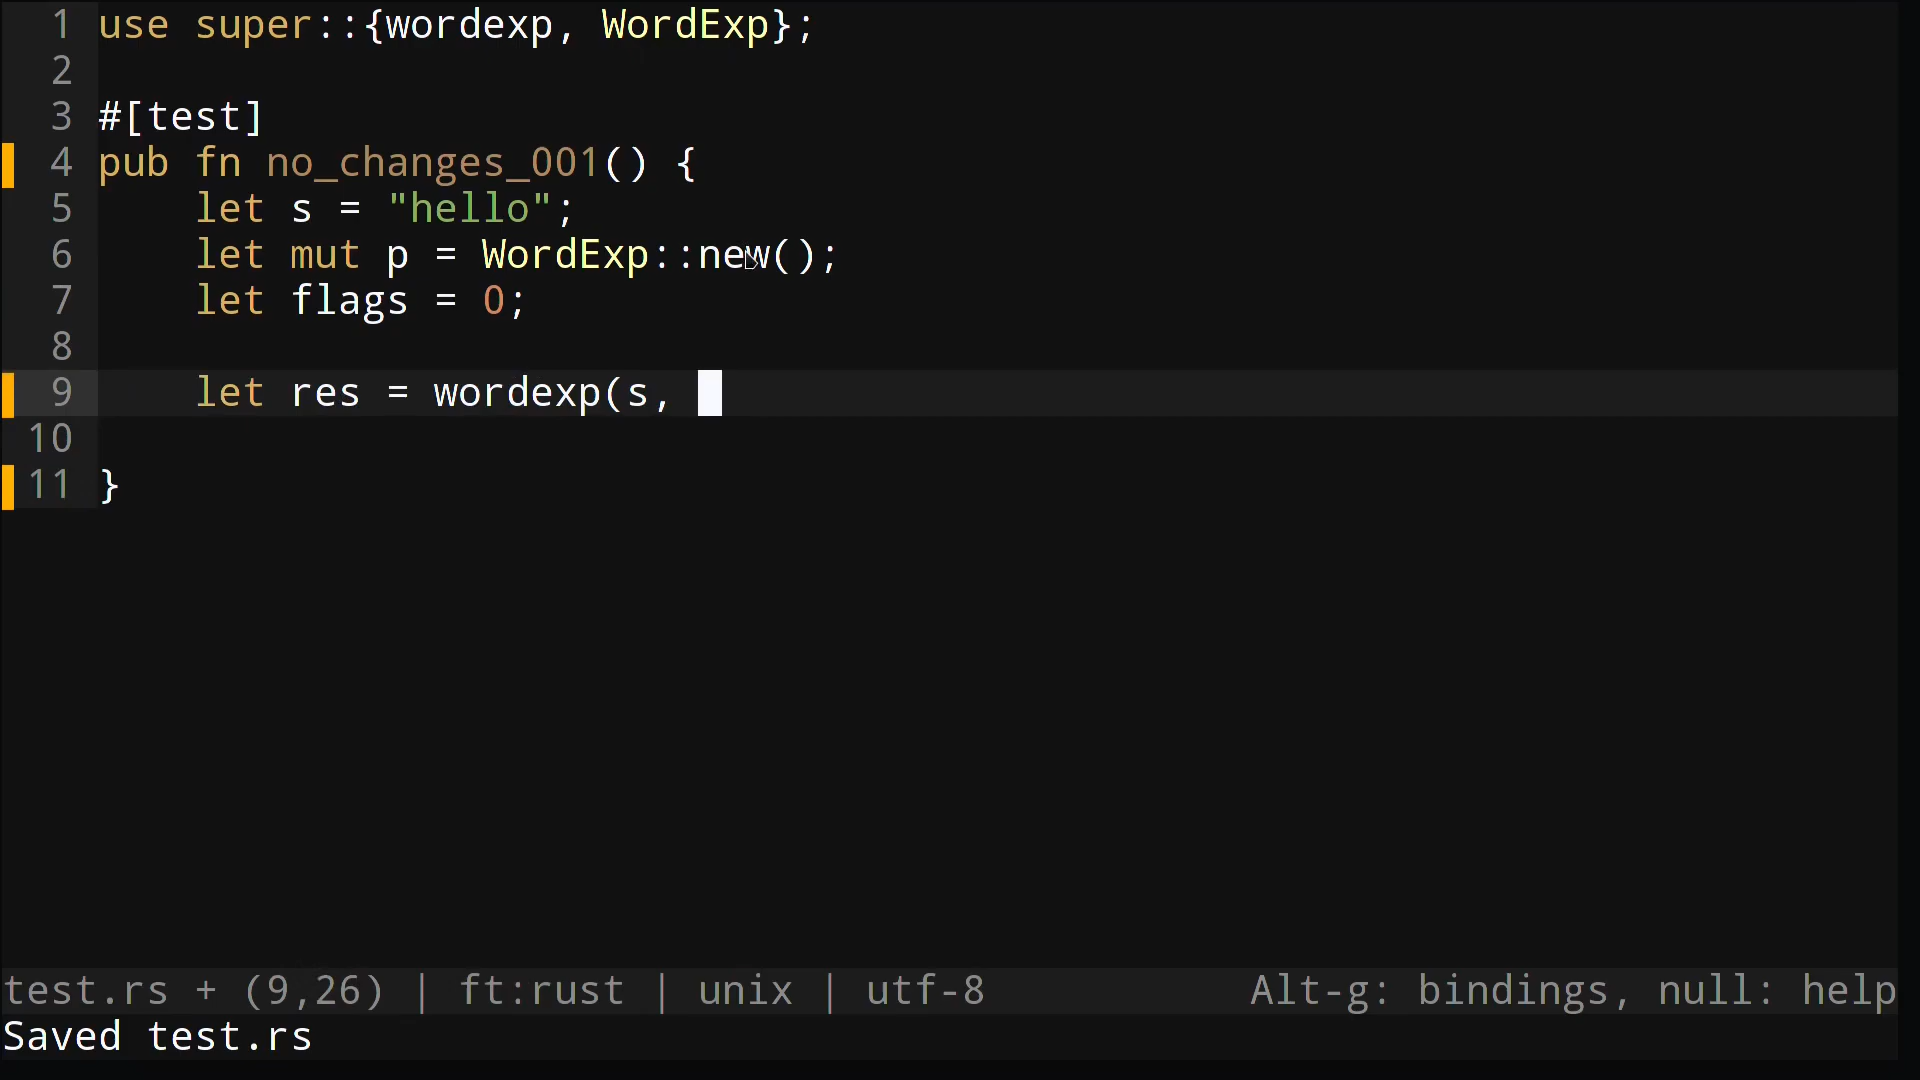 1 use super::{wordexp, WordExp};
2
3 #[test]
4 pub fn no_changes_001() {
5     let s = "hello";
6     let mut p = WordExp::new();
7     let flags = 0;
8
9     let res = wordexp(s,
10
11 }
test.rs + (9,26) | ft:rust | unix | utf-8 Alt-g: bindings, null: help
Saved test.rs